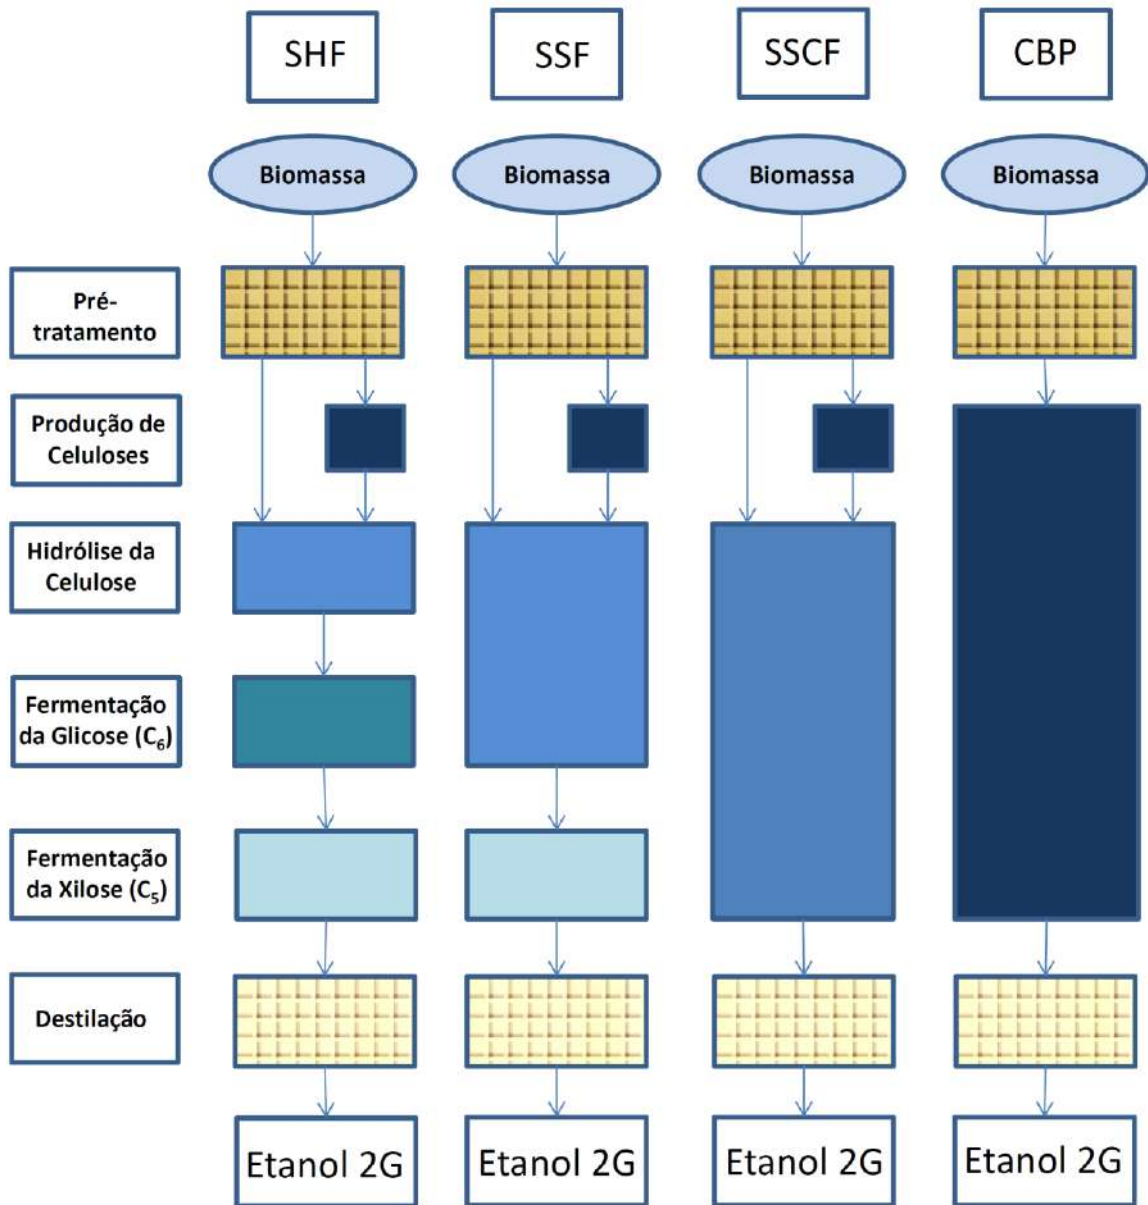 SHF
SSF
SSCF
CBP
Biomassa
Biomassa
Biomassa
Biomassa
Pré-
tratamento
Produção de
Celuloses
Hidrólise da
Celulose
Fermentação
da Glicose (C₆)
Fermentação
da Xilose (C₅)
Destilação
Etanol 2G
Etanol 2G
Etanol 2G
Etanol 2G